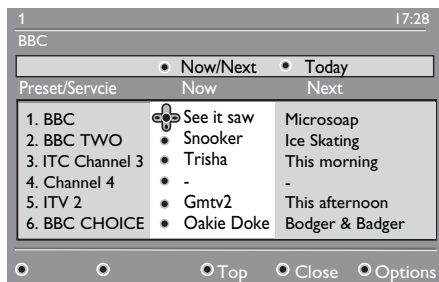 1 17:28
BBC
Now/Next Today
Preset/Servcie Now Next
1. BBC See it saw Microsoap
2. BBC TWO Snooker Ice Skating
3. ITC Channel 3 Trisha This morning
4. Channel 4 - -
5. ITV 2 Gmtv2 This afternoon
6. BBC CHOICE Oakie Doke Bodger & Badger
Top Close Options